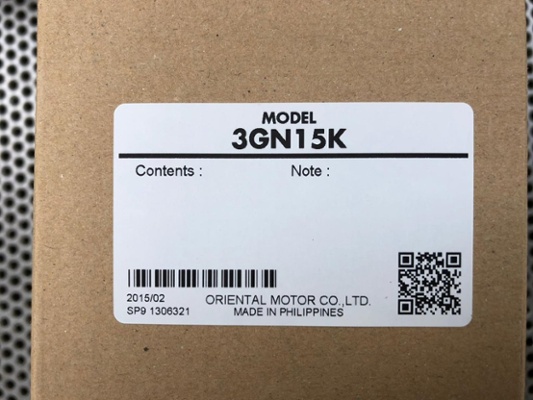 MODEL
3GN15K
Contents : Note :
2015/02
SP9 1306321
ORIENTAL MOTOR CO.,LTD.
MADE IN PHILIPPINES